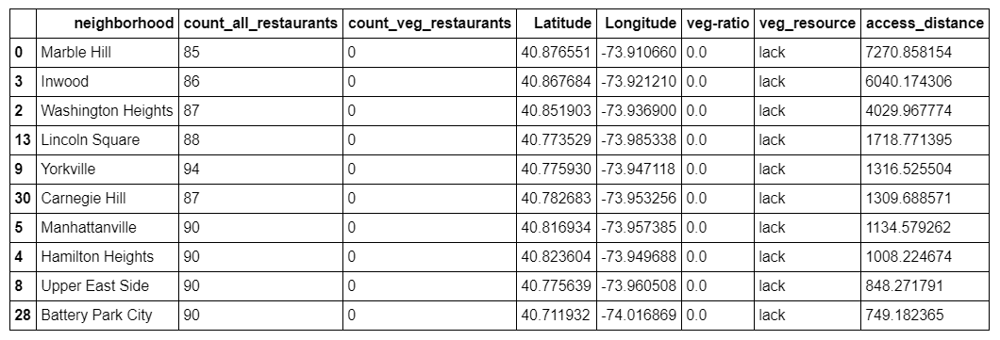 neighborhood count_all_restaurants count_veg_restaurants Latitude Longitude veg-ratio veg_resource access_distance
0 Marble Hill 85 0 40.876551 -73.910660 0.0 lack 7270.858154
3 Inwood 86 0 40.867684 -73.921210 0.0 lack 6040.174306
2 Washington Heights 87 0 40.851903 -73.936900 0.0 lack 4029.967774
13 Lincoln Square 88 0 40.773529 -73.985338 0.0 lack 1718.771395
9 Yorkville 94 0 40.775930 -73.947118 0.0 lack 1316.525504
30 Carnegie Hill 87 0 40.782683 -73.953256 0.0 lack 1309.688571
5 Manhattanville 90 0 40.816934 -73.957385 0.0 lack 1134.579262
4 Hamilton Heights 90 0 40.823604 -73.949688 0.0 lack 1008.224674
8 Upper East Side 90 0 40.775639 -73.960508 0.0 lack 848.271791
28 Battery Park City 90 0 40.711932 -74.016869 0.0 lack 749.182365